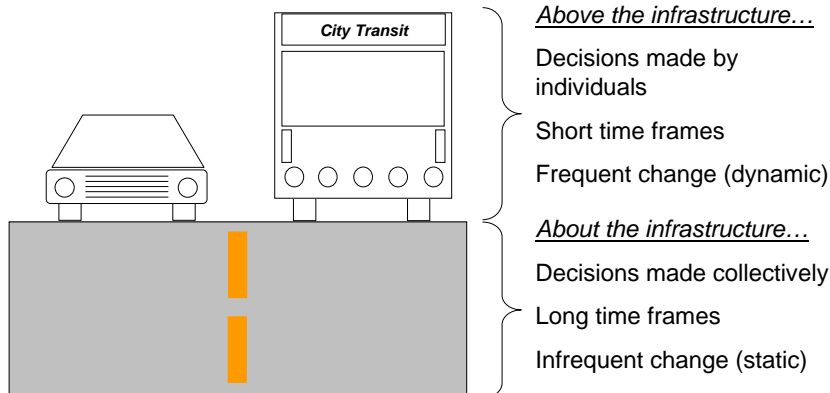 City Transit
Above the infrastructure…
Decisions made by
individuals
Short time frames
Frequent change (dynamic)
About the infrastructure…
Decisions made collectively
Long time frames
Infrequent change (static)